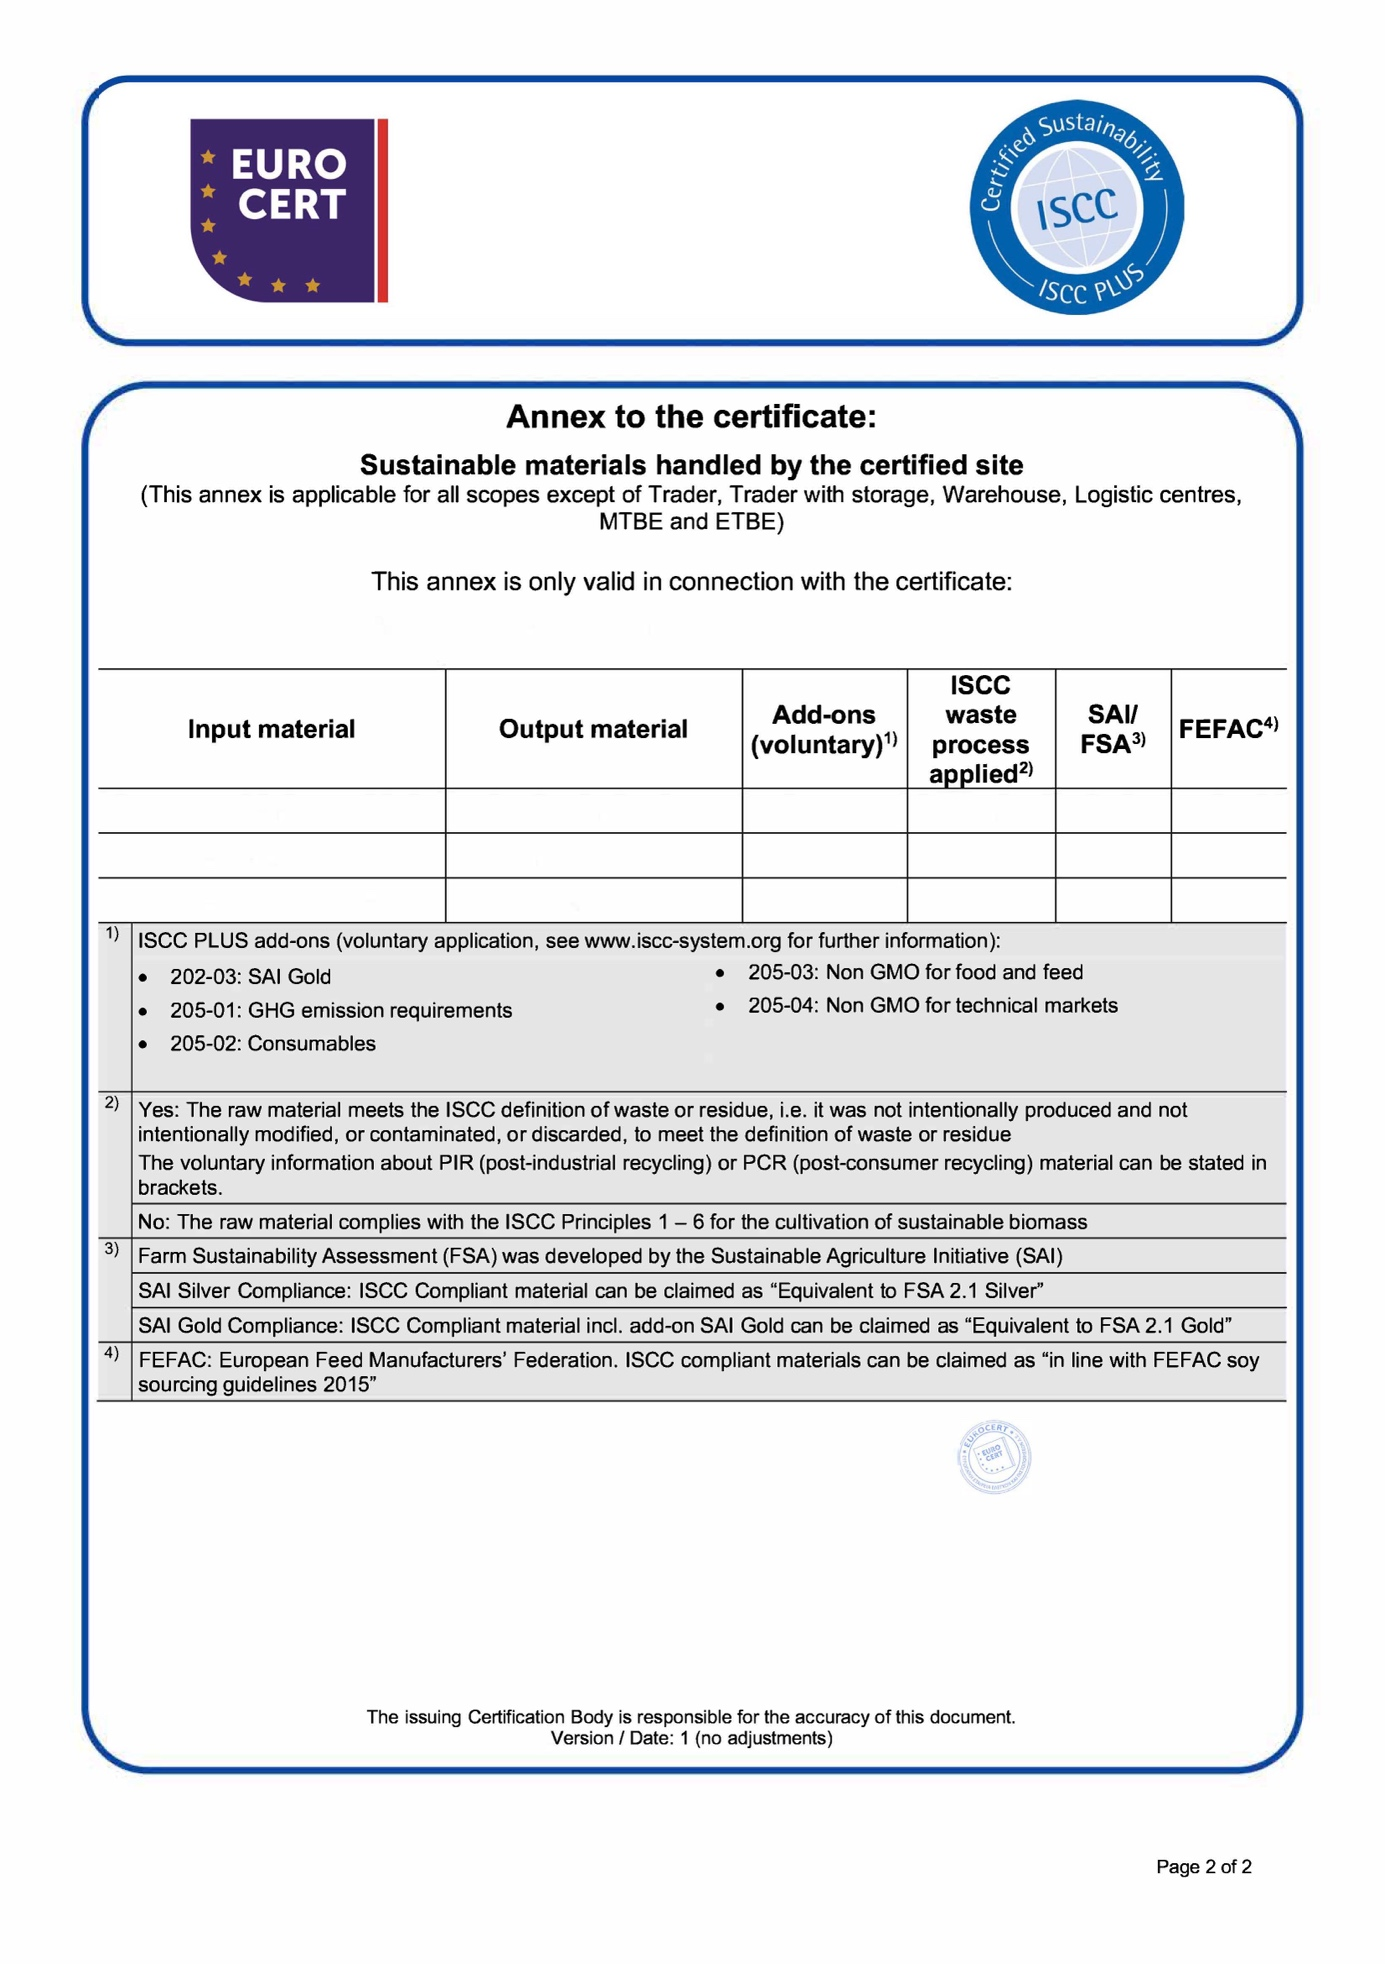 EURO
CERT
Certified Sustainability
ISCC
ISCC PLUS
Annex to the certificate:
Sustainable materials handled by the certified site
(This annex is applicable for all scopes except of Trader, Trader with storage, Warehouse, Logistic centres,
MTBE and ETBE)
This annex is only valid in connection with the certificate:
Input material
Output material
Add-ons
(voluntary)1)
ISCC
waste
process
applied2)
SAI/
FSA3)
FEFAC4)
1) ISCC PLUS add-ons (voluntary application, see www.iscc-system.org for further information):
• 202-03: SAI Gold
• 205-01: GHG emission requirements
• 205-02: Consumables
• 205-03: Non GMO for food and feed
• 205-04: Non GMO for technical markets
2) Yes: The raw material meets the ISCC definition of waste or residue, i.e. it was not intentionally produced and not
intentionally modified, or contaminated, or discarded, to meet the definition of waste or residue
The voluntary information about PIR (post-industrial recycling) or PCR (post-consumer recycling) material can be stated in
brackets.
No: The raw material complies with the ISCC Principles 1 – 6 for the cultivation of sustainable biomass
3) Farm Sustainability Assessment (FSA) was developed by the Sustainable Agriculture Initiative (SAI)
SAI Silver Compliance: ISCC Compliant material can be claimed as “Equivalent to FSA 2.1 Silver”
SAI Gold Compliance: ISCC Compliant material incl. add-on SAI Gold can be claimed as “Equivalent to FSA 2.1 Gold”
4) FEFAC: European Feed Manufacturers’ Federation. ISCC compliant materials can be claimed as “in line with FEFAC soy
sourcing guidelines 2015”
EUROCERT
EURO
CERT
The issuing Certification Body is responsible for the accuracy of this document.
Version / Date: 1 (no adjustments)
Page 2 of 2